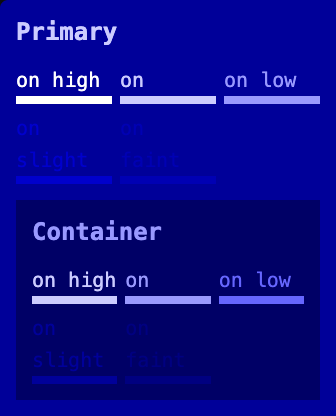 Primary
on high on on low
on on
slight faint
Container
on high on on low
on on
slight faint